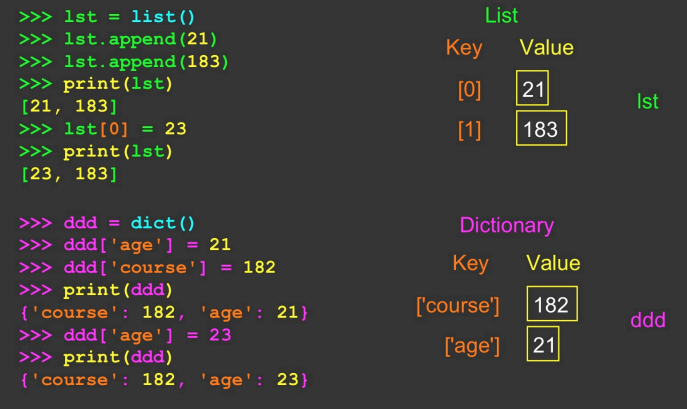 >>> lst = list()
>>> lst.append(21)
>>> lst.append(183)
>>> print(lst)
[21, 183]
>>> lst[0] = 23
>>> print(lst)
[23, 183]
List
Key Value
[0] 21
[1] 183
lst
>>> ddd = dict()
>>> ddd['age'] = 21
>>> ddd['course'] = 182
>>> print(ddd)
{'course': 182, 'age': 21}
>>> ddd['age'] = 23
>>> print(ddd)
{'course': 182, 'age': 23}
Dictionary
Key Value
['course'] 182
['age'] 21
ddd